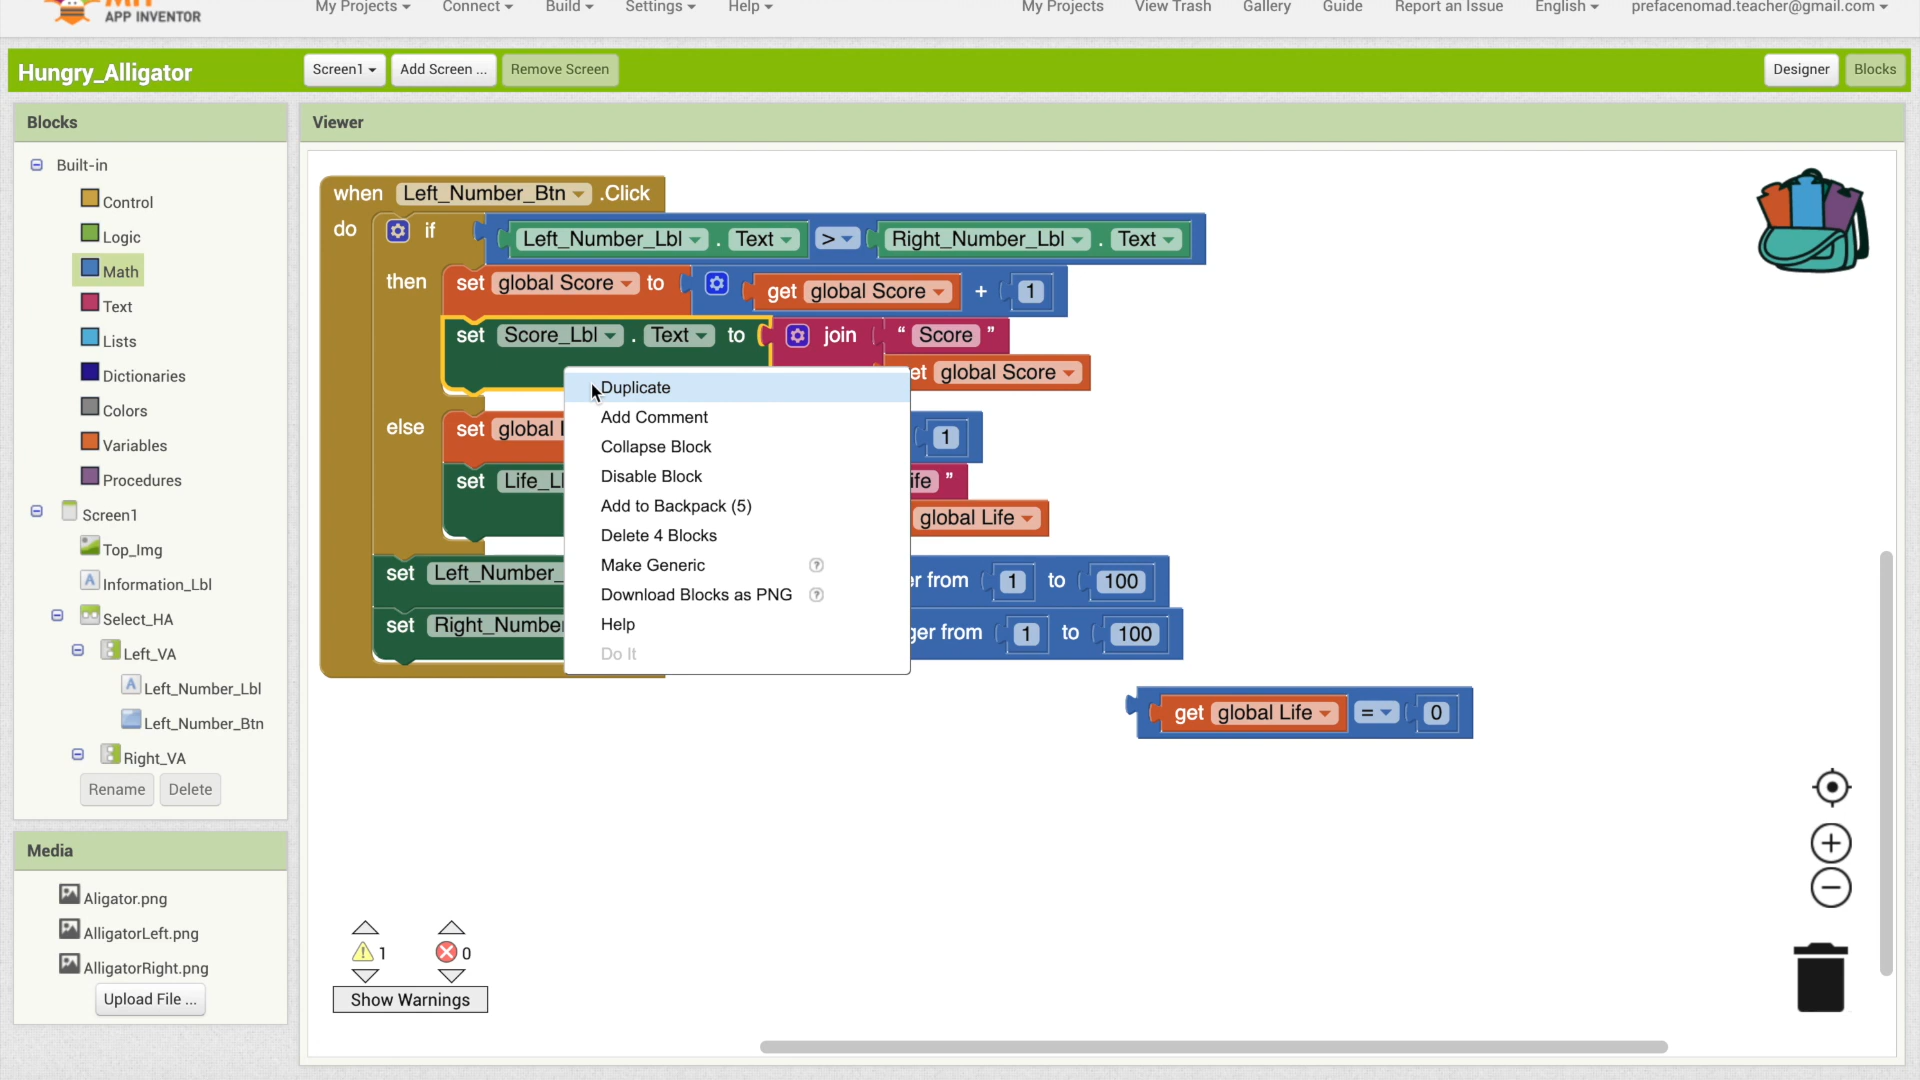 My Projects Connect Build Settings Help My Projects View Trash Gallery Guide Report an Issue English prefacenomad.teacher@gmail.com
APP INVENTOR
Hungry_Alligator Screen1 Add Screen ... Remove Screen Designer Blocks
Blocks
Viewer
Built-in
Control
Logic
Math
Text
Lists
Dictionaries
Colors
Variables
Procedures
Screen1
Top_Img
Information_Lbl
Select_HA
Left_VA
Left_Number_Lbl
Left_Number_Btn
Right_VA
Rename Delete
Media
Aligator.png
AlligatorLeft.png
AlligatorRight.png
Upload File ...
when Left_Number_Btn .Click
do if Left_Number_Lbl . Text > Right_Number_Lbl . Text
then set global Score to get global Score + 1
set Score_Lbl . Text to join “ Score ”
et global Score
else set global 1
set Life_L ife ”
global Life
set Left_Number_ er from 1 to 100
set Right_Numbe ger from 1 to 100
Duplicate
Add Comment
Collapse Block
Disable Block
Add to Backpack (5)
Delete 4 Blocks
Make Generic ?
Download Blocks as PNG ?
Help
Do It
get global Life = 0
1 0
Show Warnings